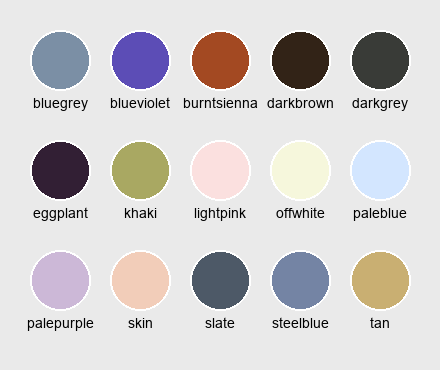 bluegrey blueviolet burntsienna darkbrown darkgrey
eggplant khaki lightpink offwhite paleblue
palepurple skin slate steelblue tan